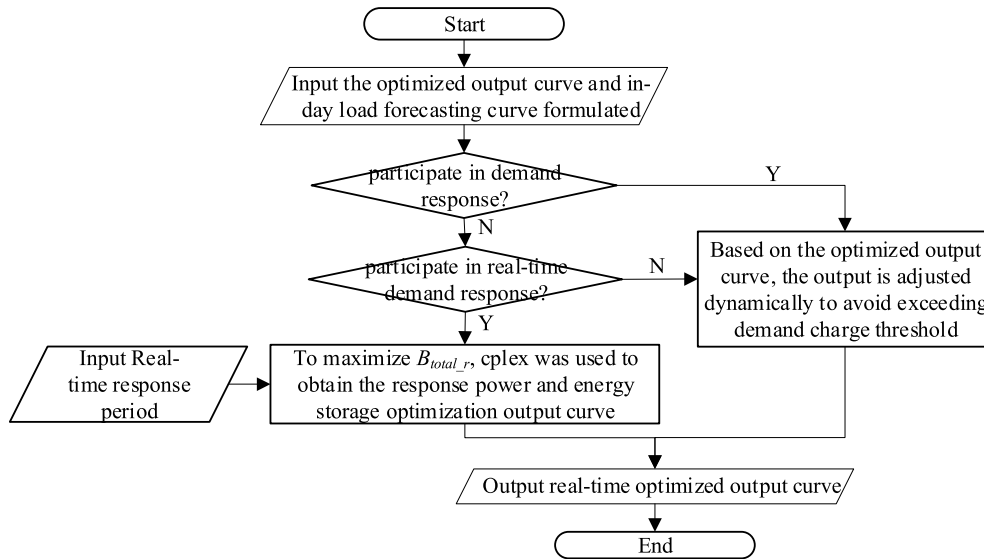 Start
Input the optimized output curve and in-
day load forecasting curve formulated
participate in demand
response?
Y
N
participate in real-time
demand response?
N
Y
Based on the optimized output
curve, the output is adjusted
dynamically to avoid exceeding
demand charge threshold
Input Real-
time response
period
To maximize B_total_r, cplex was used to
obtain the response power and energy
storage optimization output curve
Output real-time optimized output curve
End